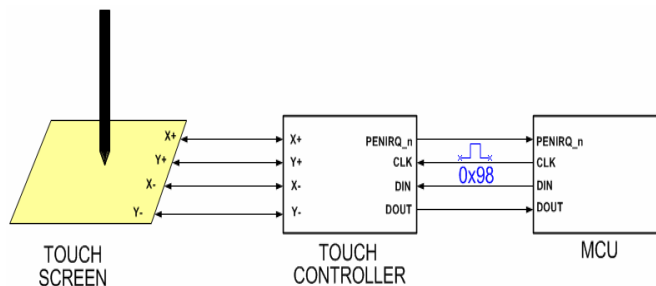 X+
Y+
X-
Y-
TOUCH
SCREEN
X+
Y+
X-
Y-
PENIRQ_n
CLK
DIN
DOUT
TOUCH
CONTROLLER
0x98
PENIRQ_n
CLK
DIN
DOUT
MCU